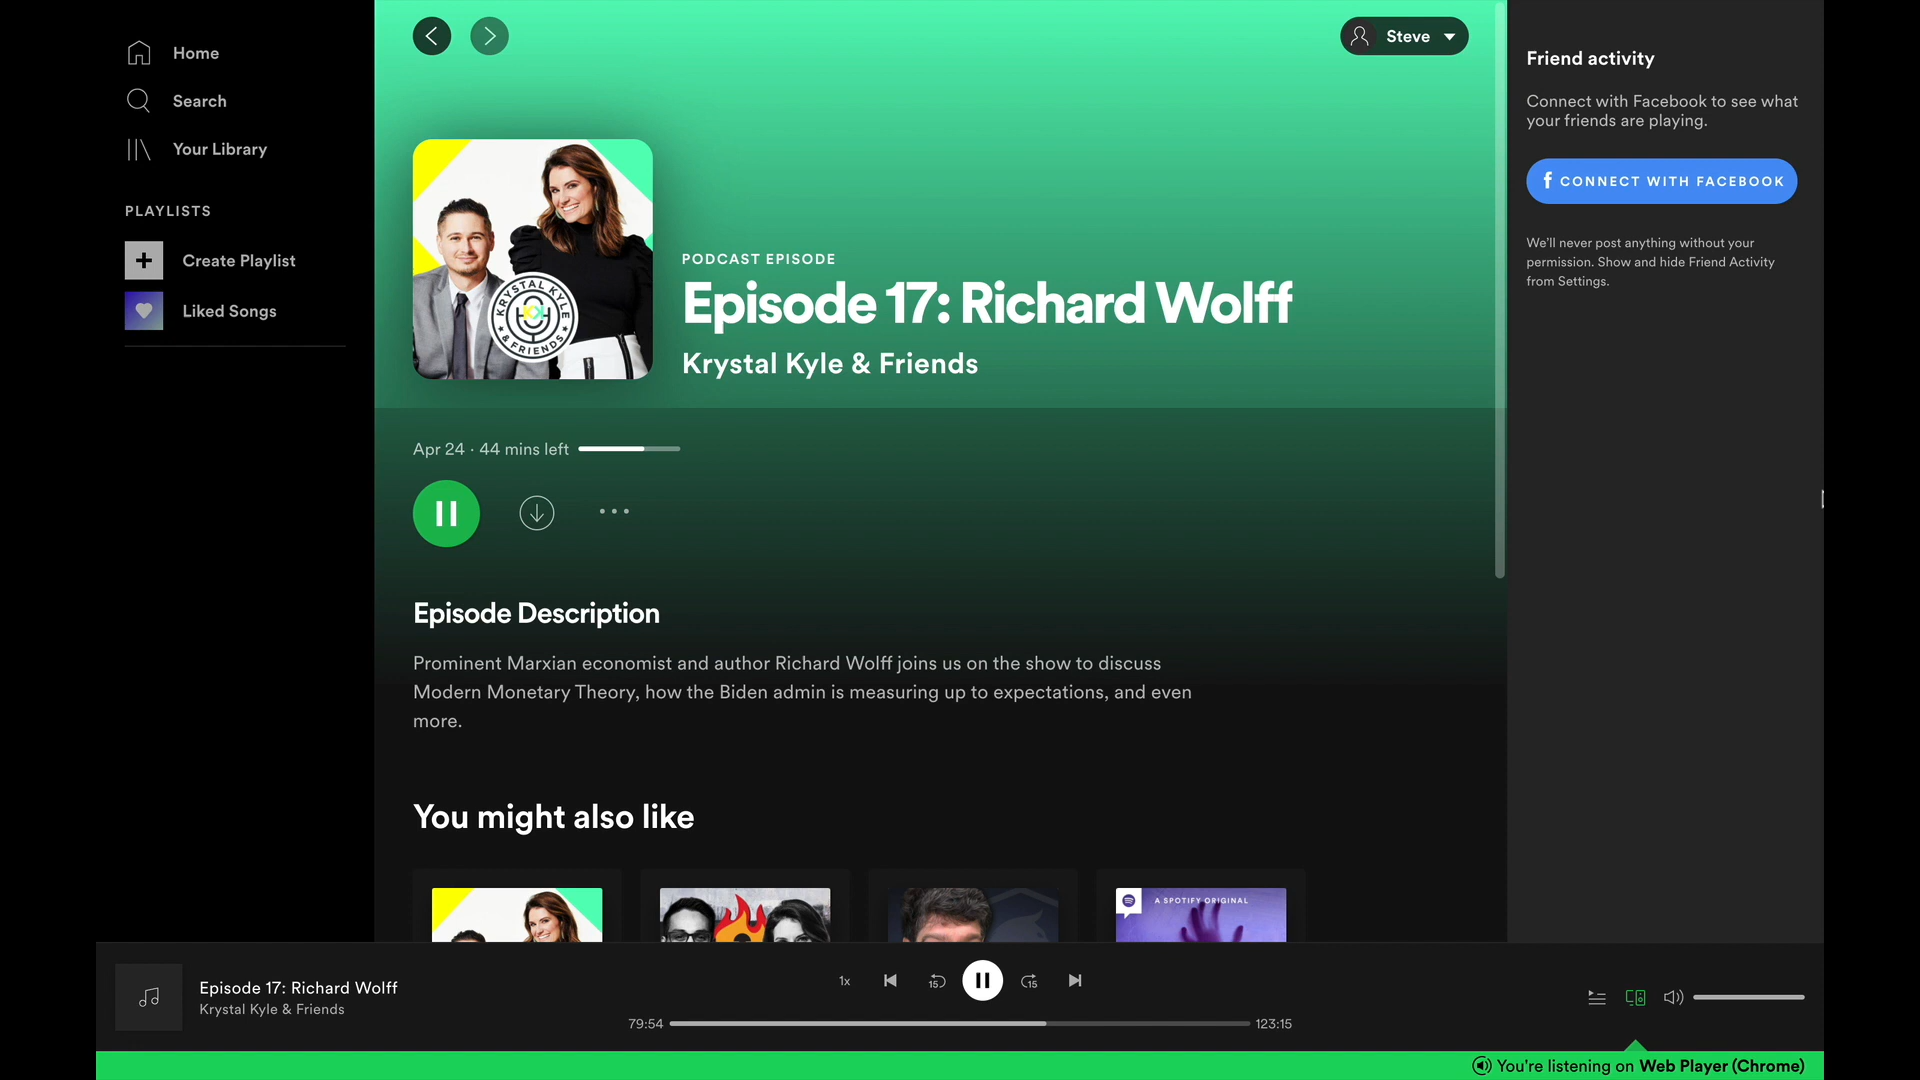 Home
Search
Your Library
PLAYLISTS
Create Playlist
Liked Songs
Steve
KRYSTAL KYLE
& FRIENDS
PODCAST EPISODE
Episode 17: Richard Wolff
Krystal Kyle & Friends
Apr 24 · 44 mins left
Episode Description
Prominent Marxian economist and author Richard Wolff joins us on the show to discuss
Modern Monetary Theory, how the Biden admin is measuring up to expectations, and even
more.
You might also like
A SPOTIFY ORIGINAL
Friend activity
Connect with Facebook to see what
your friends are playing.
f CONNECT WITH FACEBOOK
We'll never post anything without your
permission. Show and hide Friend Activity
from Settings.
Episode 17: Richard Wolff
Krystal Kyle & Friends
1x
15
15
79:54
123:15
You're listening on Web Player (Chrome)